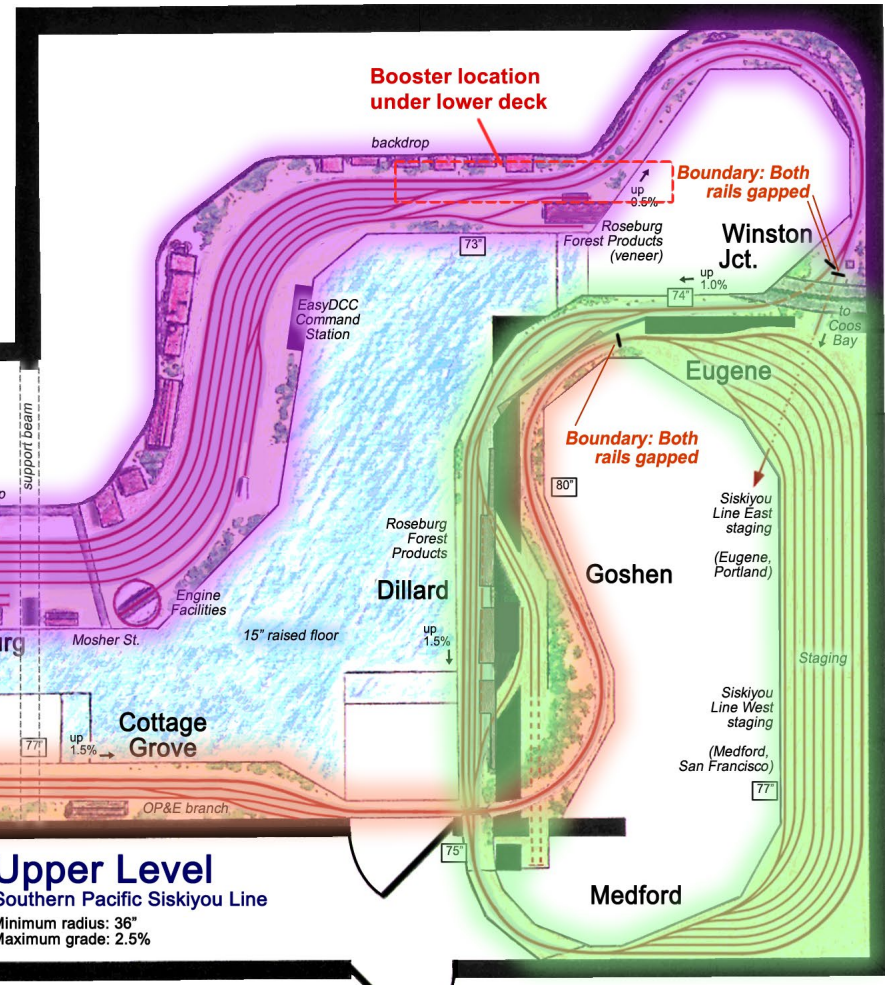 Booster location
under lower deck
backdrop
Boundary: Both
rails gapped
up
0.5%
Roseburg
Forest Products
(veneer)
73"
Winston
Jct.
up
1.0%
74"
to
Coos
Bay
EasyDCC
Command
Station
Eugene
support beam
Boundary: Both
rails gapped
80"
Siskiyou
Line East
staging
(Eugene,
Portland)
Roseburg
Forest
Products
Goshen
Dillard
Engine
Facilities
15” raised floor
up
1.5%
rg
Mosher St.
Staging
Siskiyou
Line West
staging
(Medford,
San Francisco)
Cottage
Grove
77"
up
1.5%
77"
OP&E branch
75"
Upper Level
Southern Pacific Siskiyou Line
Minimum radius: 36”
Maximum grade: 2.5%
Medford